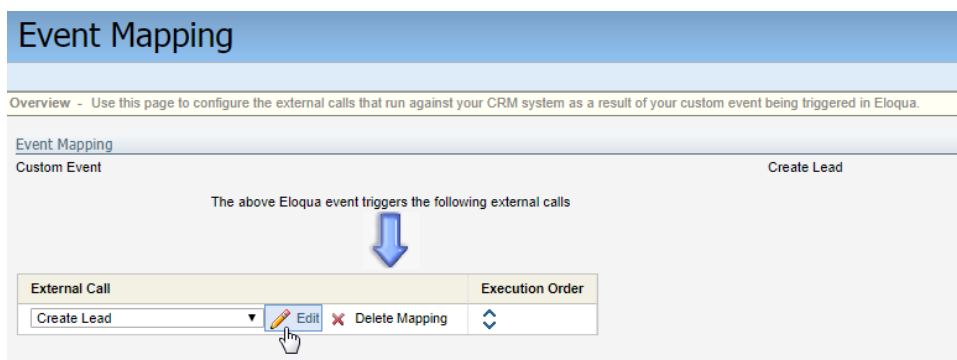 Event Mapping
Overview - Use this page to configure the external calls that run against your CRM system as a result of your custom event being triggered in Eloqua.
Event Mapping
Custom Event Create Lead
The above Eloqua event triggers the following external calls
External Call Execution Order
Create Lead Edit Delete Mapping